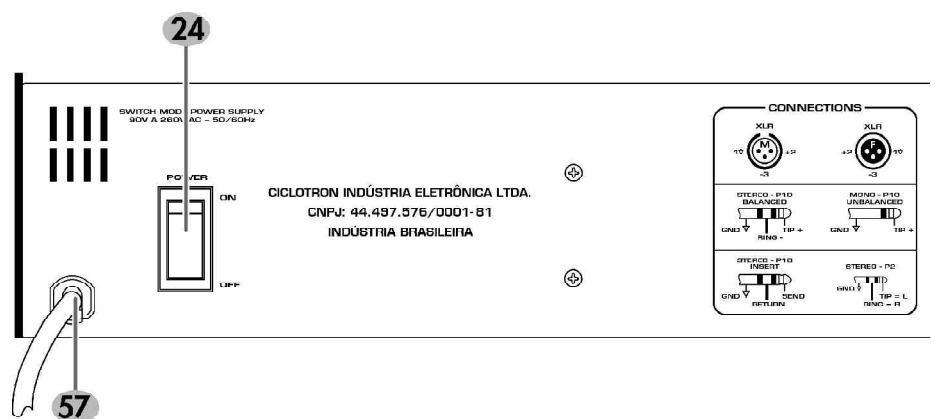 24
SWITCH MODE POWER SUPPLY
90V A 260VAC - 50/60Hz
POWER
ON
OFF
CICLOTRON INDÚSTRIA ELETRÔNICA LTDA.
CNPJ: 44.497.576/0001-81
INDÚSTRIA BRASILEIRA
CONNECTIONS
XLR
M
+2
-3
XLR
F
+2
-3
STEREO - P10
BALANCED
GND
TIP +
RING -
MONO - P10
UNBALANCED
GND
TIP +
STEREO - P10
INSERT
GND
SEND
RETURN
STEREO - P2
GND
TIP = L
RING = R
57